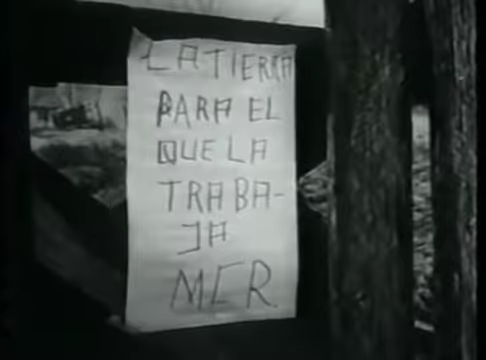 LA TIERRA
PARA EL
QUE LA
TRABA-
JA
MCR